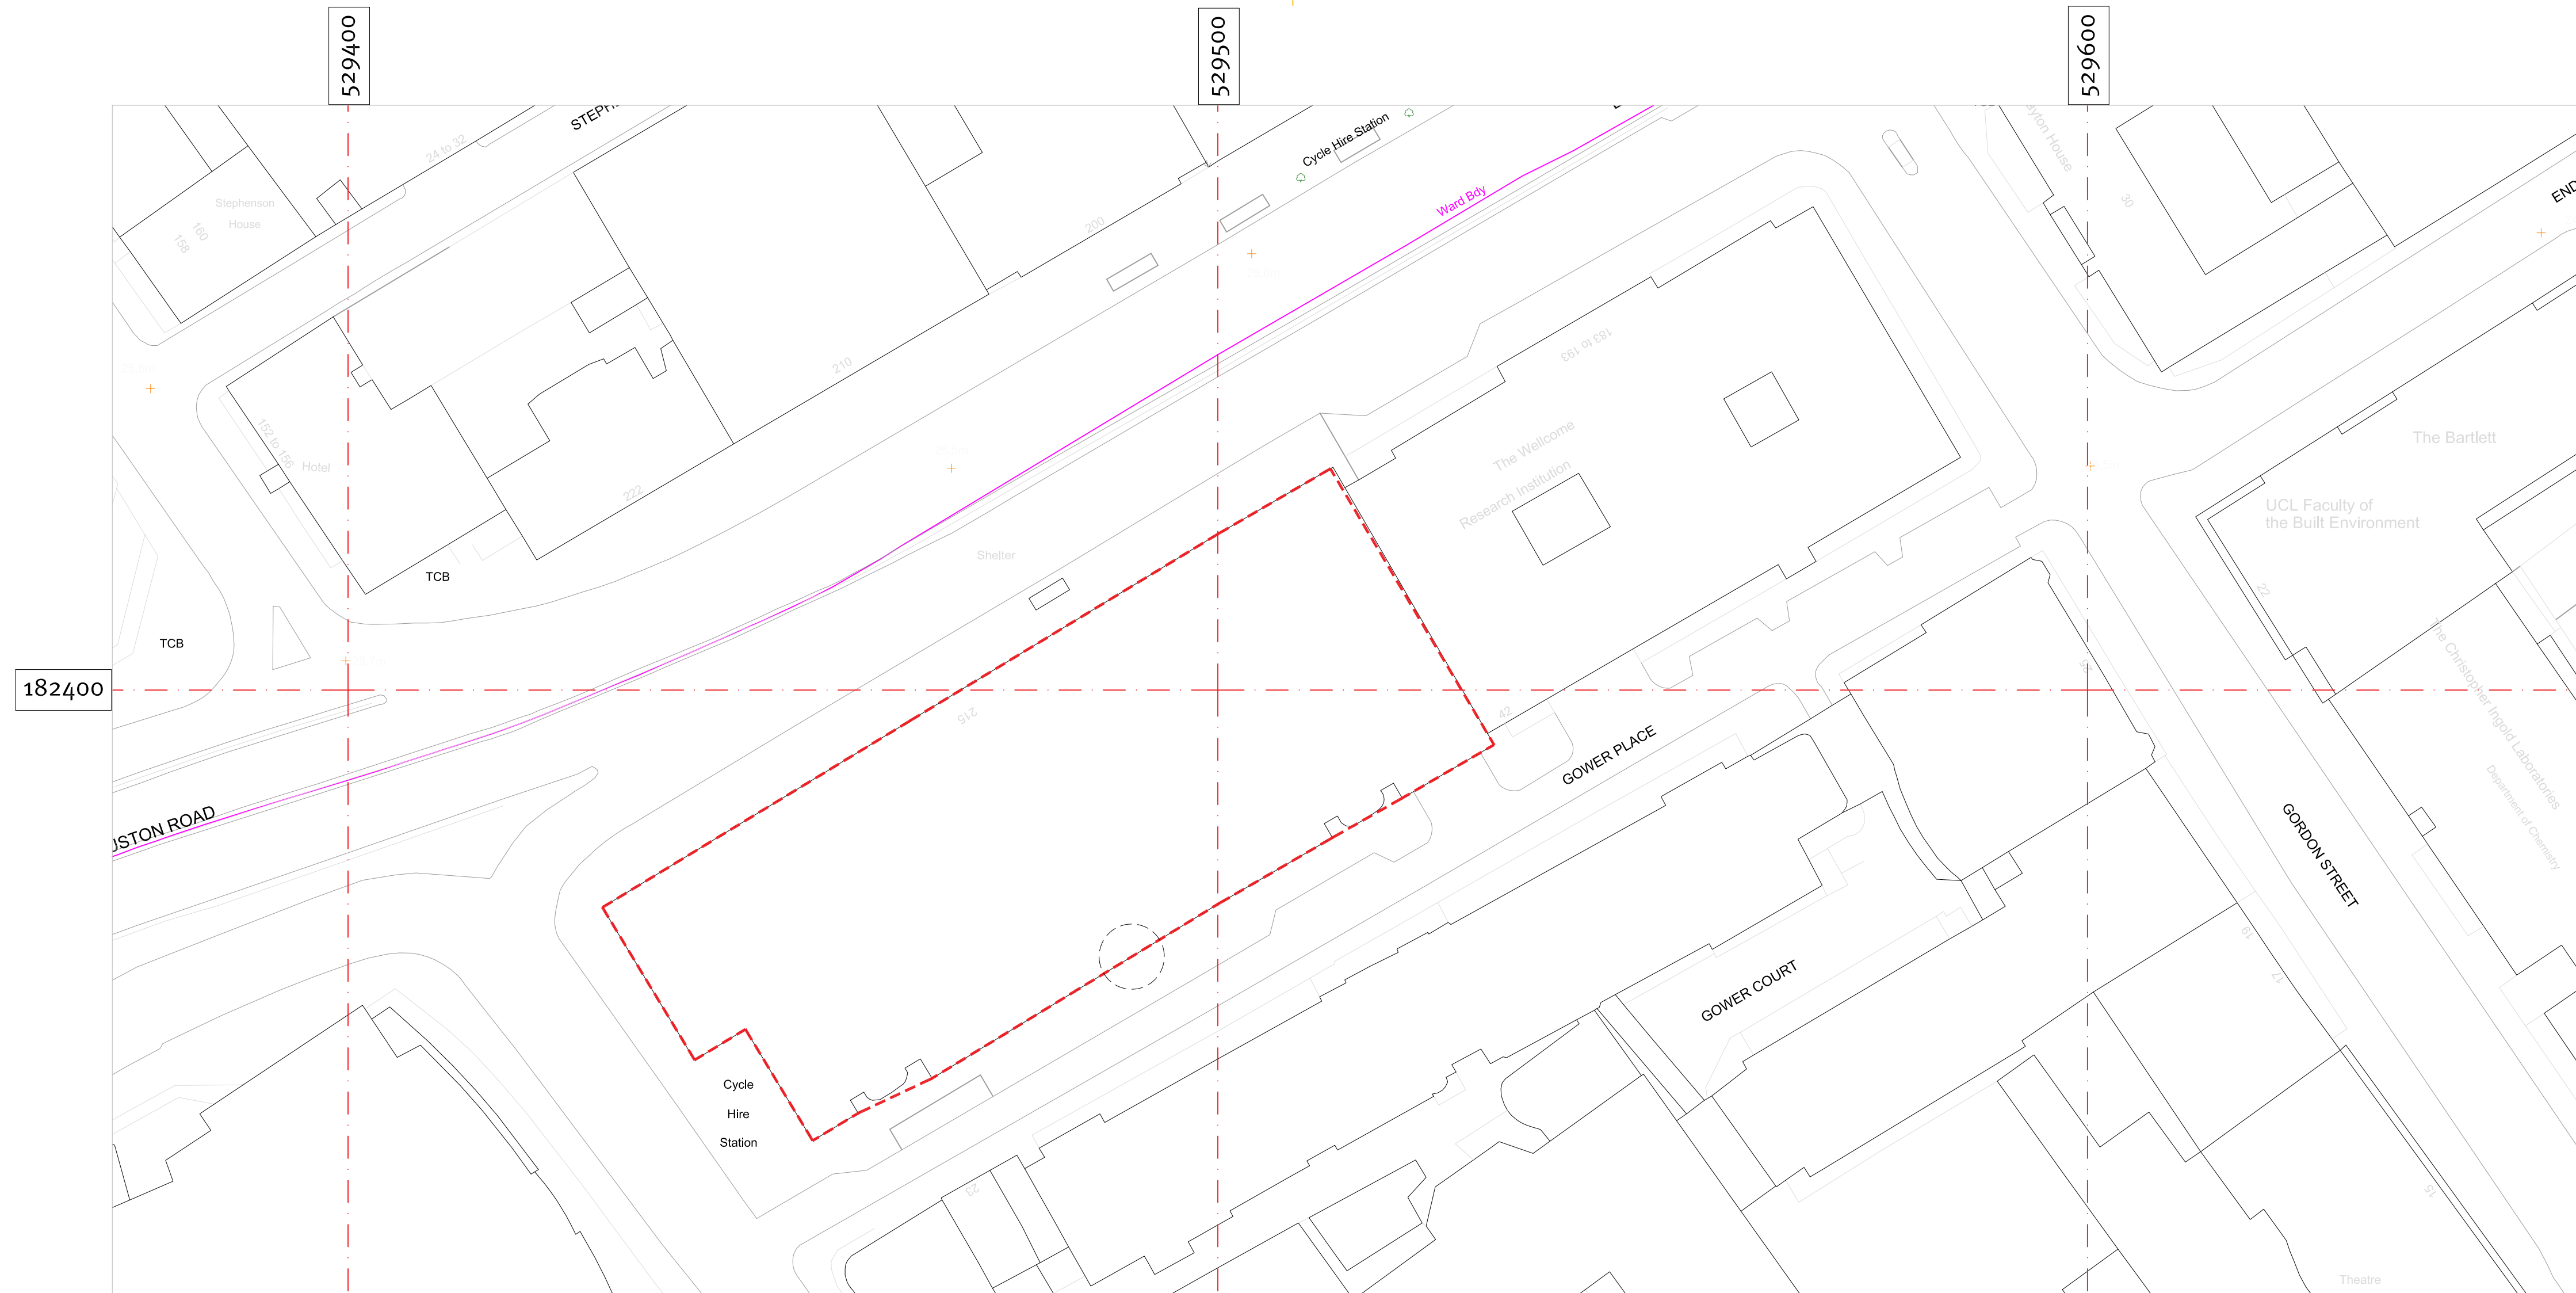 529400
529500
529600
STEPH
24 to 32
Stephenson
House
158
160
Cycle Hire Station
Ward Bdy
200
210
222
152 to 156
Hotel
TCB
TCB
Shelter
183 to 193
The Wellcome
Research Institution
30
END
The Bartlett
UCL Faculty of
the Built Environment
22
The Christopher Ingold Laboratories
Department of Chemistry
182400
215
42
GOWER PLACE
USTON ROAD
GORDON STREET
GOWER COURT
19
17
15
Cycle
Hire
Station
23
Theatre